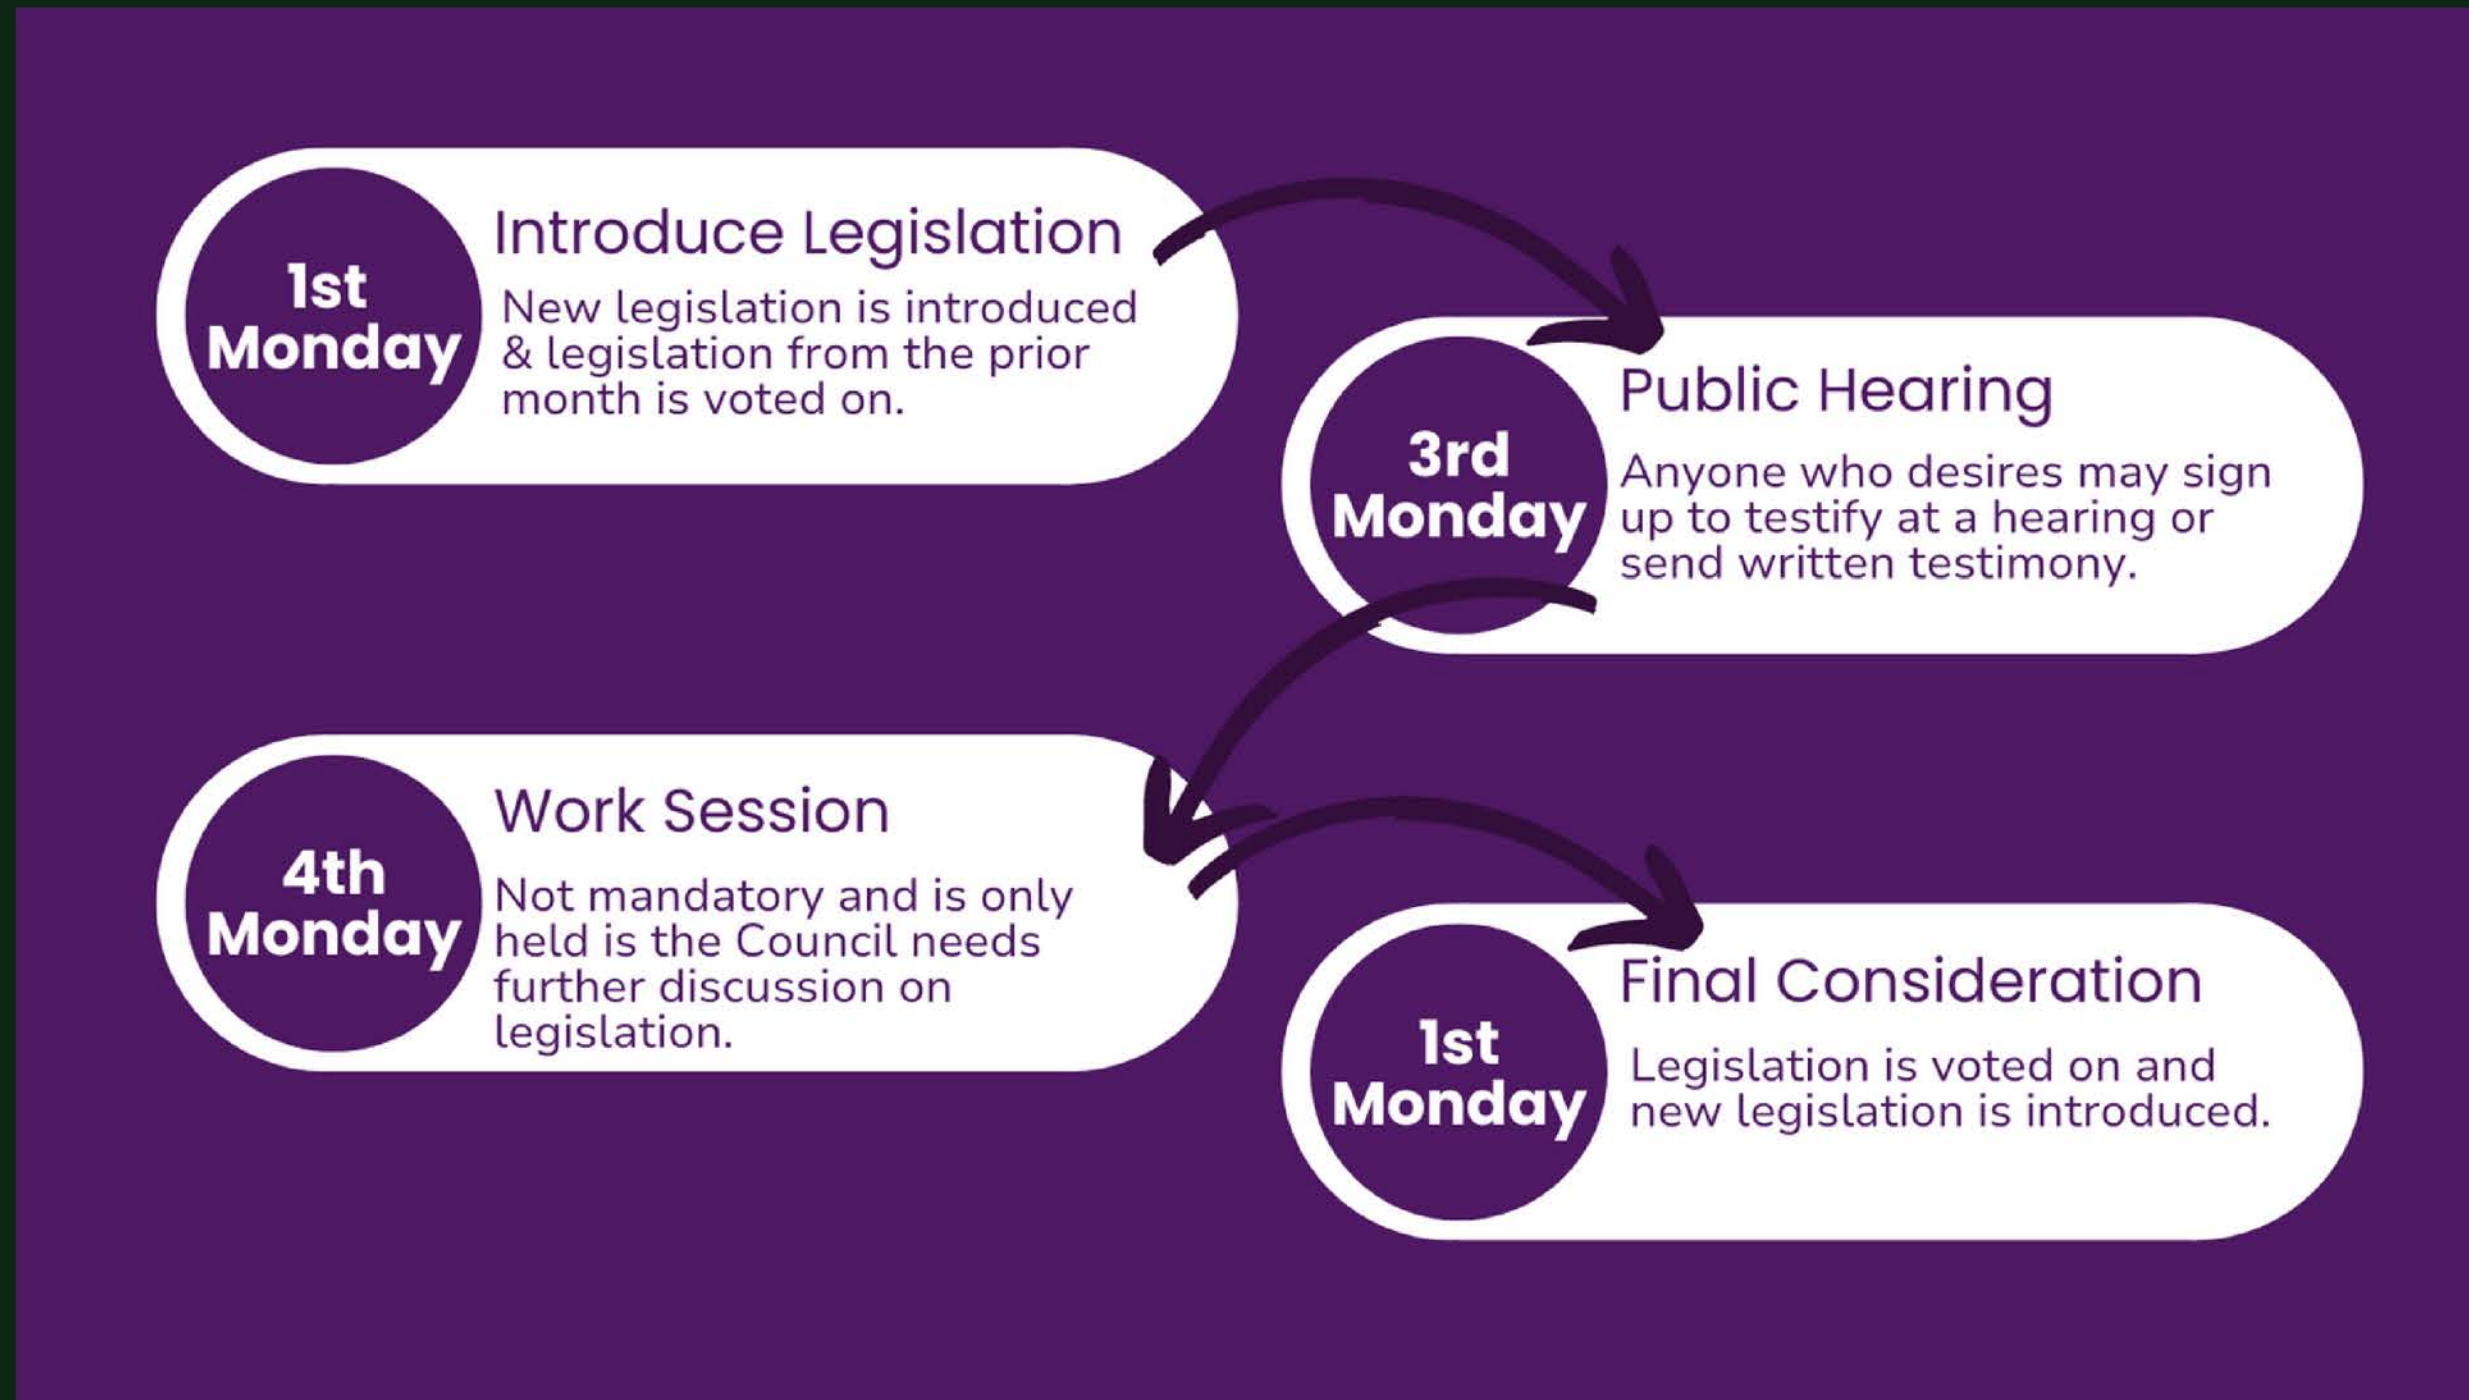 1st
Monday
Introduce Legislation
New legislation is introduced
& legislation from the prior
month is voted on.
3rd
Monday
Public Hearing
Anyone who desires may sign
up to testify at a hearing or
send written testimony.
4th
Monday
Work Session
Not mandatory and is only
held is the Council needs
further discussion on
legislation.
1st
Monday
Final Consideration
Legislation is voted on and
new legislation is introduced.